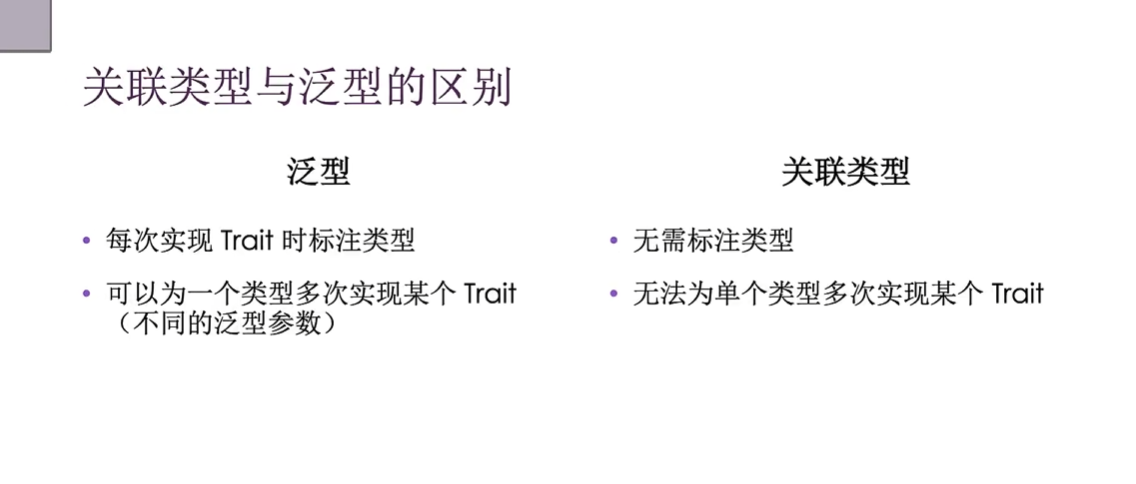 关联类型与泛型的区别
泛型
• 每次实现 Trait 时标注类型
• 可以为一个类型多次实现某个 Trait
（不同的泛型参数）
关联类型
• 无需标注类型
• 无法为单个类型多次实现某个 Trait